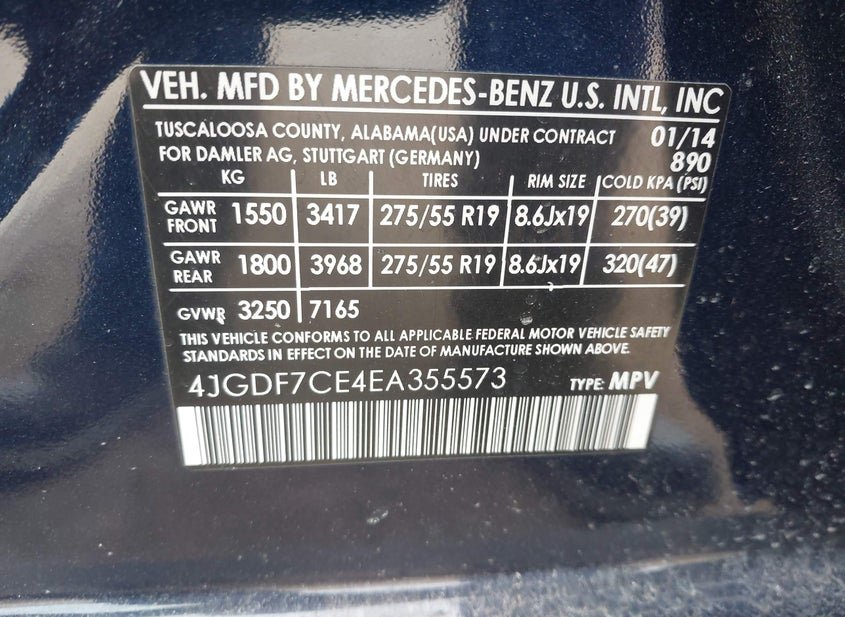 VEH. MFD BY MERCEDES-BENZ U.S. INTL, INC
TUSCALOOSA COUNTY, ALABAMA(USA) UNDER CONTRACT 01/14
FOR DAMLER AG, STUTTGART (GERMANY) 890
KG LB TIRES RIM SIZE COLD KPA (PSI)
GAWR FRONT 1550 3417 275/55 R19 8.6Jx19 270(39)
GAWR REAR 1800 3968 275/55 R19 8.6Jx19 320(47)
GVWR 3250 7165
THIS VEHICLE CONFORMS TO ALL APPLICABLE FEDERAL MOTOR VEHICLE SAFETY
STANDARDS IN EFFECT ON THE DATE OF MANUFACTURE SHOWN ABOVE.
4JGDF7CE4EA355573 TYPE: MPV